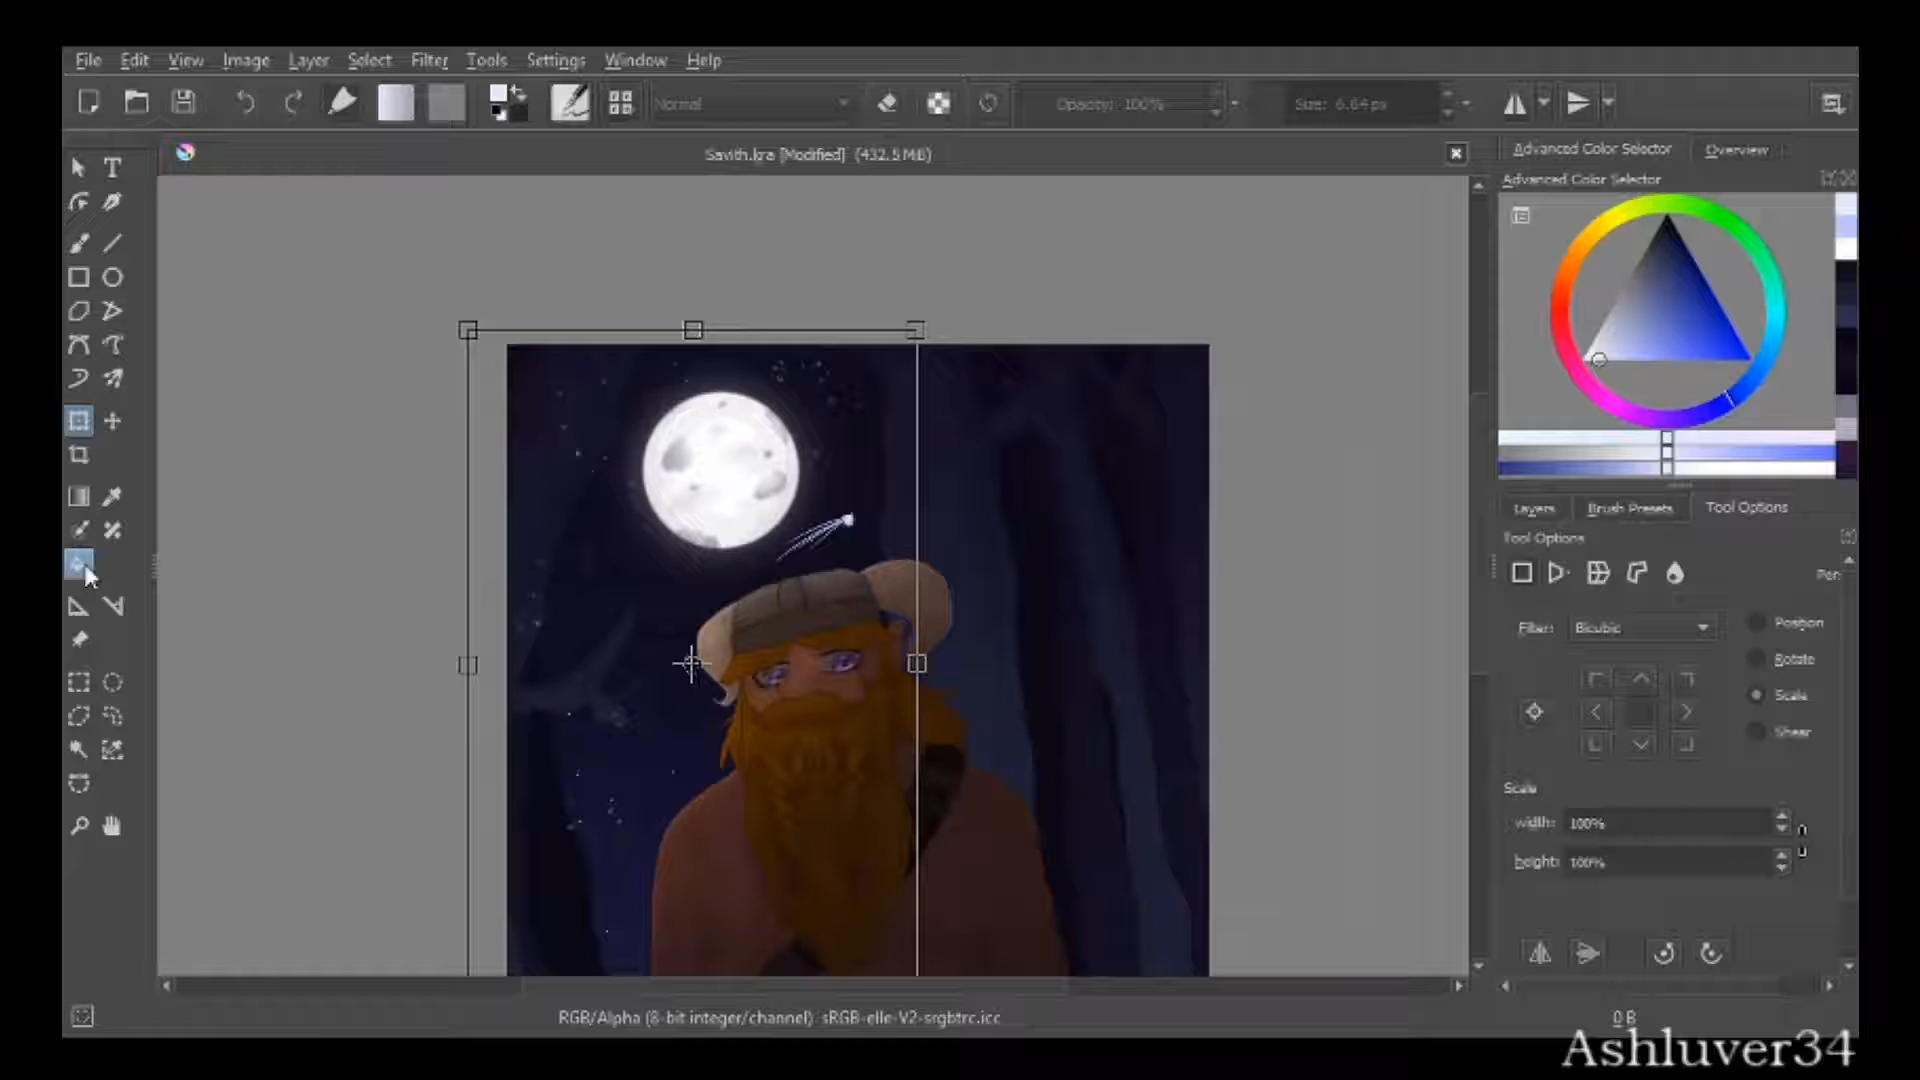 File Edit View Image Layer Select Filter Tools Settings Window Help
Normal Opacity: 100% Size: 6.64 px
Savith.kra [Modified] (432.5 MB)
Advanced Color Selector Overview
Advanced Color Selector
Layers Brush Presets Tool Options
Tool Options
Per
Filter: Bicubic Position
Rotate
Scale
Shear
Scale
width: 100%
height: 100%
RGB/Alpha (8-bit integer/channel) sRGB-elle-V2-srgbtrc.icc 0 B
Ashluver34